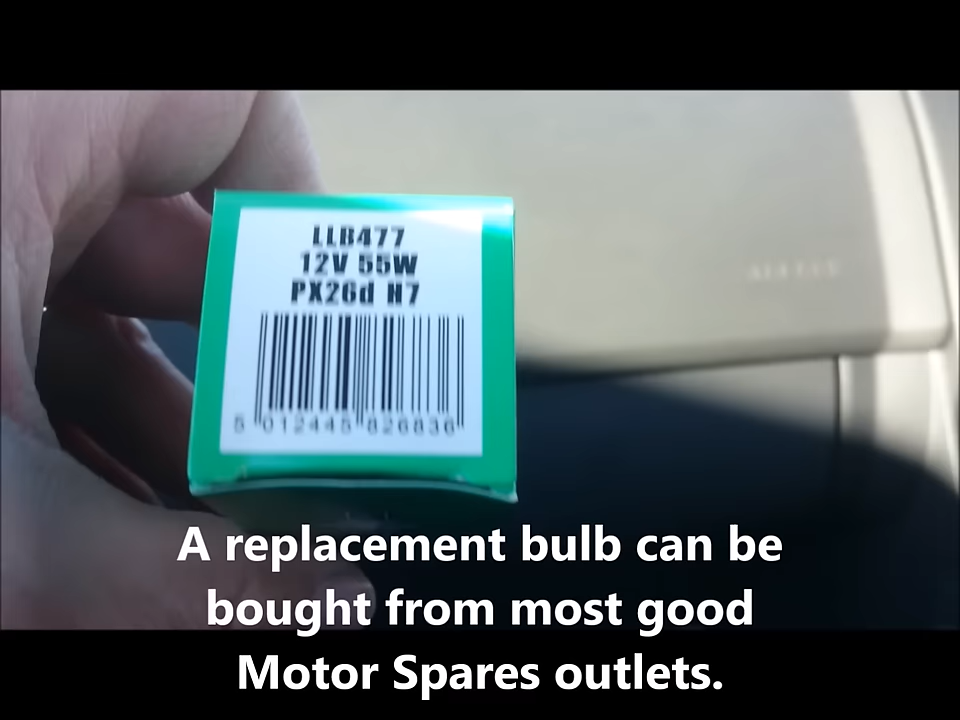 LLB477
12V 55W
PX26d H7
5 012445 826836
AIRBAG
A replacement bulb can be
bought from most good
Motor Spares outlets.